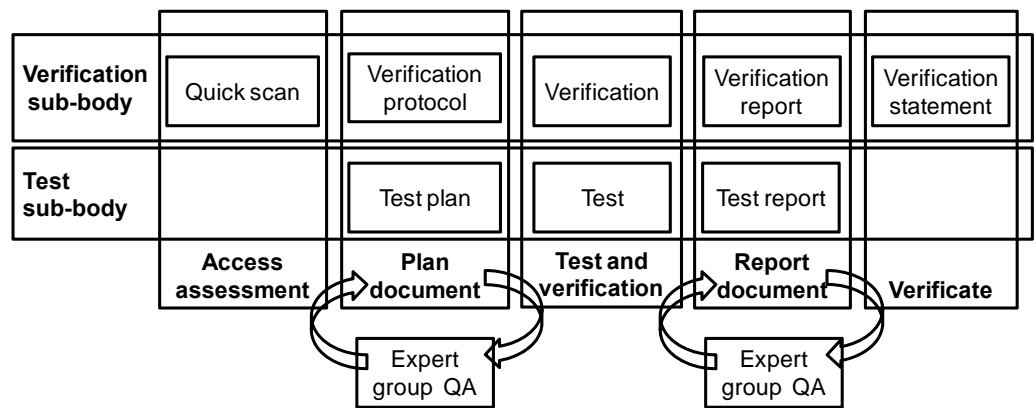 Verification
sub-body
Quick scan
Verification
protocol
Verification
Verification
report
Verification
statement
Test
sub-body
Test plan
Test
Test report
Access
assessment
Plan
document
Test and
verification
Report
document
Verificate
Expert
group QA
Expert
group QA